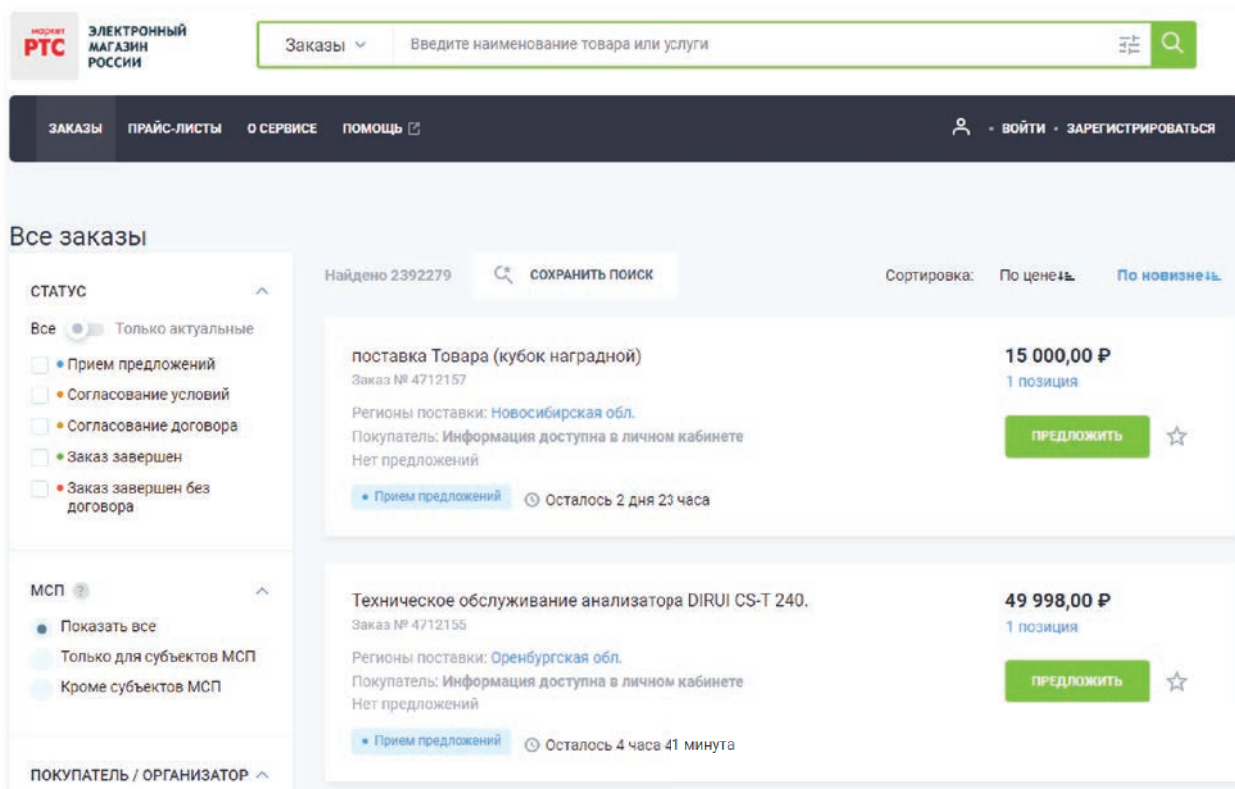 маркет
РТС
ЭЛЕКТРОННЫЙ
МАГАЗИН
РОССИИ
Заказы
Введите наименование товара или услуги
ЗАКАЗЫ ПРАЙС-ЛИСТЫ О СЕРВИСЕ ПОМОЩЬ
ВОЙТИ • ЗАРЕГИСТРИРОВАТЬСЯ
Все заказы
СТАТУС
Все Только актуальные
Прием предложений
Согласование условий
Согласование договора
Заказ завершен
Заказ завершен без
договора
МСП ?
Показать все
Только для субъектов МСП
Кроме субъектов МСП
ПОКУПАТЕЛЬ / ОРГАНИЗАТОР
Найдено 2392279 СОХРАНИТЬ ПОИСК
Сортировка: По цене По новизне
поставка Товара (кубок наградной)
Заказ № 4712157
Регионы поставки: Новосибирская обл.
Покупатель: Информация доступна в личном кабинете
Нет предложений
• Прием предложений Осталось 2 дня 23 часа
15 000,00 ₽
1 позиция
ПРЕДЛОЖИТЬ
Техническое обслуживание анализатора DIRUI CS-T 240.
Заказ № 4712155
Регионы поставки: Оренбургская обл.
Покупатель: Информация доступна в личном кабинете
Нет предложений
• Прием предложений Осталось 4 часа 41 минута
49 998,00 ₽
1 позиция
ПРЕДЛОЖИТЬ